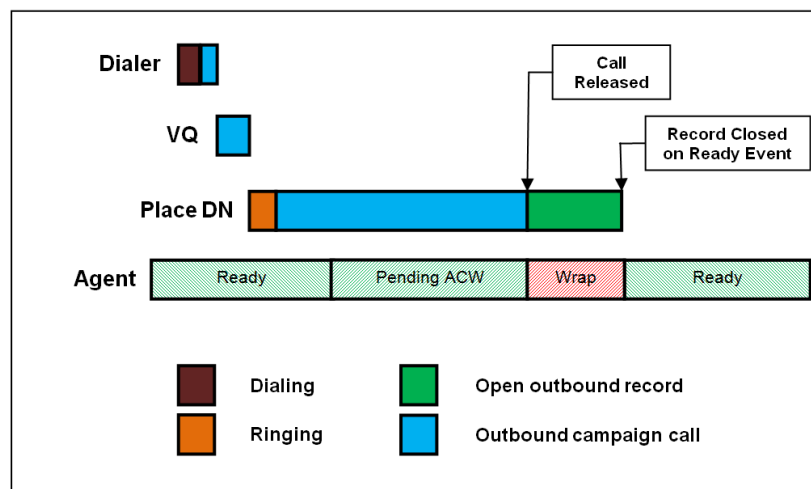 Dialer
Call
Released
VQ
Record Closed
on Ready Event
Place DN
Agent
Ready
Pending ACW
Wrap
Ready
Dialing
Open outbound record
Ringing
Outbound campaign call